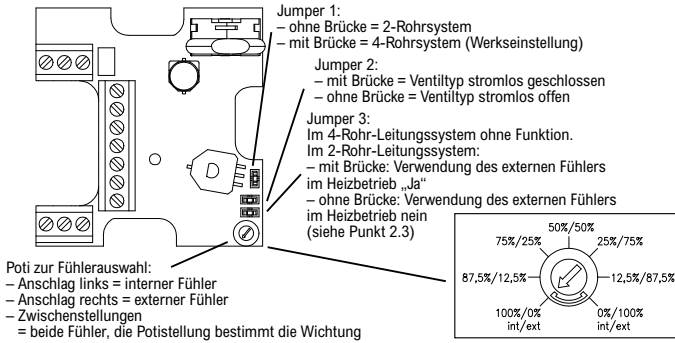 Jumper 1:
– ohne Brücke = 2-Rohrsystem
– mit Brücke = 4-Rohrsystem (Werkseinstellung)
Jumper 2:
– mit Brücke = Ventiltyp stromlos geschlossen
– ohne Brücke = Ventiltyp stromlos offen
Jumper 3:
Im 4-Rohr-Leitungssystem ohne Funktion.
Im 2-Rohr-Leitungssystem:
– mit Brücke: Verwendung des externen Fühlers
im Heizbetrieb „Ja“
– ohne Brücke: Verwendung des externen Fühlers
im Heizbetrieb nein
(siehe Punkt 2.3)
Poti zur Fühlerauswahl:
– Anschlag links = interner Fühler
– Anschlag rechts = externer Fühler
– Zwischenstellungen
= beide Fühler, die Potistellung bestimmt die Wichtung
50%/50%
75%/25%
25%/75%
87,5%/12,5%
12,5%/87,5%
100%/0%
int/ext
0%/100%
int/ext